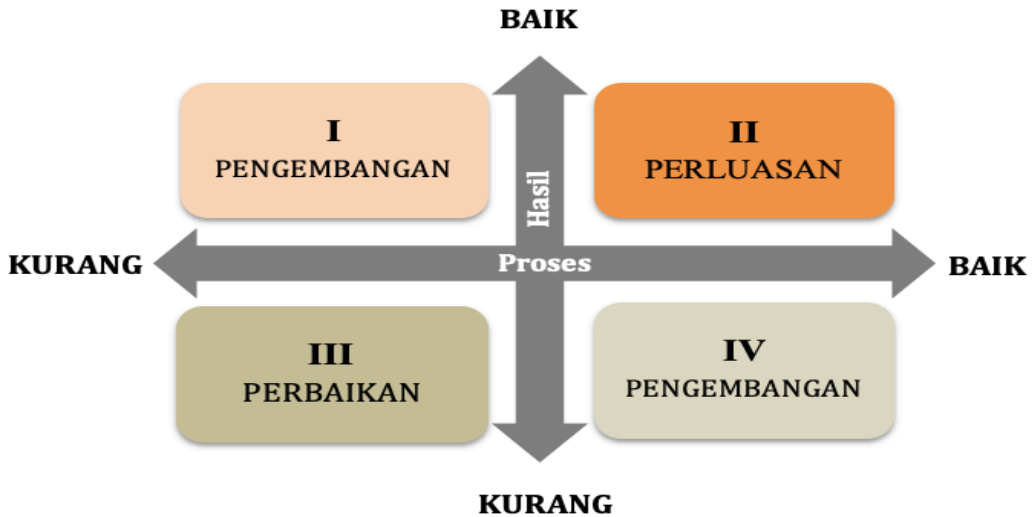 BAIK
I
PENGEMBANGAN
II
PERLUASAN
Hasil
KURANG
Proses
BAIK
III
PERBAIKAN
IV
PENGEMBANGAN
KURANG